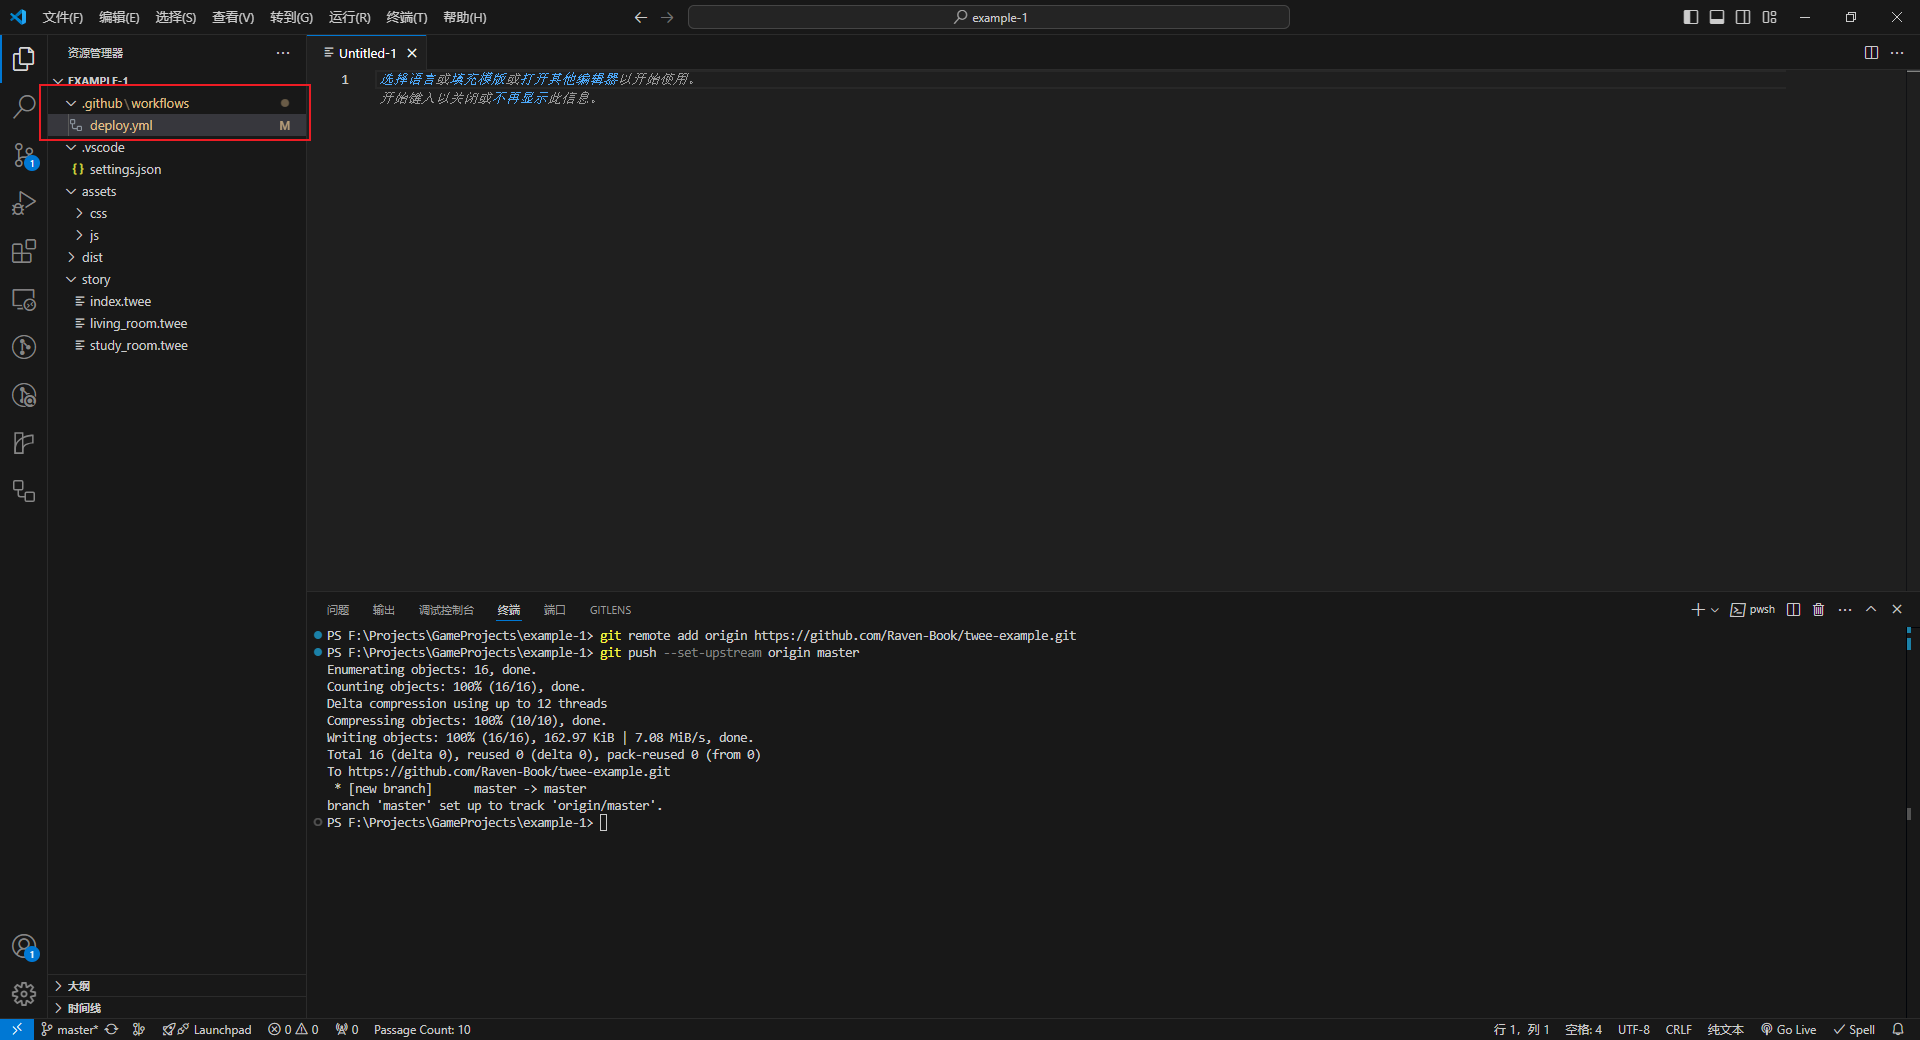 文件(F) 编辑(E) 选择(S) 查看(V) 转到(G) 运行(R) 终端(T) 帮助(H)
example-1
资源管理器
Untitled-1
EXAMPLE-1
.github\workflows
deploy.yml M
.vscode
{} settings.json
assets
css
js
dist
story
index.twee
living_room.twee
study_room.twee
1
1
大纲
时间线
1 选择语言或填充模版或打开其他编辑器以开始使用。
开始键入以关闭或不再显示此信息。
问题 输出 调试控制台 终端 端口 GITLENS
pwsh
PS F:\Projects\GameProjects\example-1> git remote add origin https://github.com/Raven-Book/twee-example.git
PS F:\Projects\GameProjects\example-1> git push --set-upstream origin master
Enumerating objects: 16, done.
Counting objects: 100% (16/16), done.
Delta compression using up to 12 threads
Compressing objects: 100% (10/10), done.
Writing objects: 100% (16/16), 162.97 KiB | 7.08 MiB/s, done.
Total 16 (delta 0), reused 0 (delta 0), pack-reused 0 (from 0)
To https://github.com/Raven-Book/twee-example.git
* [new branch] master -> master
branch 'master' set up to track 'origin/master'.
PS F:\Projects\GameProjects\example-1>
master* Launchpad 0 0 0 Passage Count: 10
行 1, 列 1 空格: 4 UTF-8 CRLF 纯文本 Go Live Spell